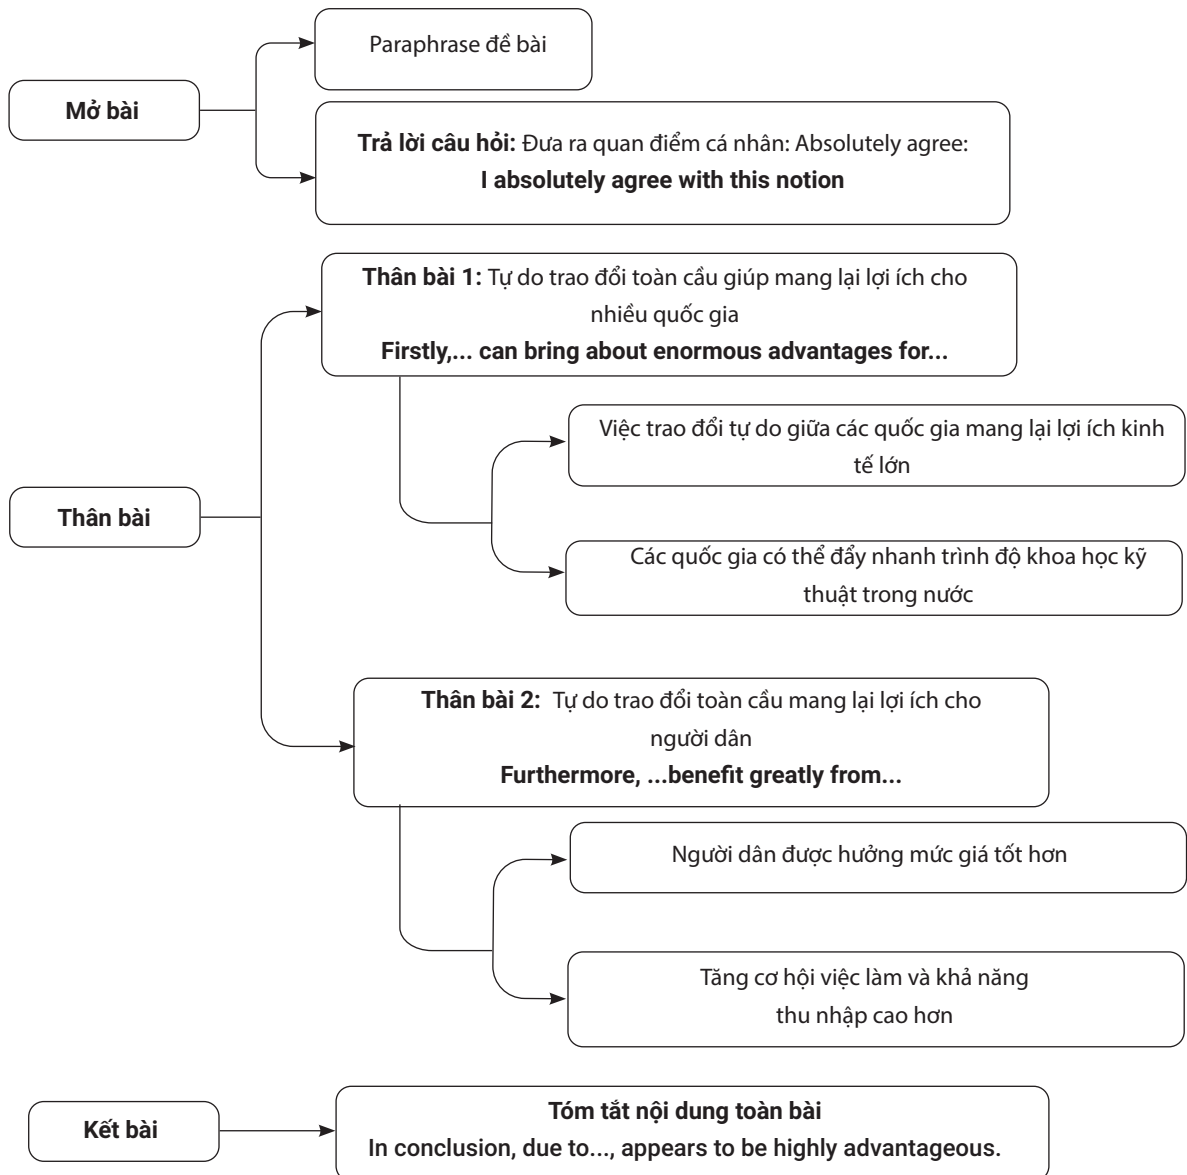 Paraphrase đề bài
Mở bài
Trả lời câu hỏi: Đưa ra quan điểm cá nhân: Absolutely agree:
I absolutely agree with this notion
Thân bài 1: Tự do trao đổi toàn cầu giúp mang lại lợi ích cho
nhiều quốc gia
Firstly,... can bring about enormous advantages for...
Việc trao đổi tự do giữa các quốc gia mang lại lợi ích kinh
tế lớn
Thân bài
Các quốc gia có thể đẩy nhanh trình độ khoa học kỹ
thuật trong nước
Thân bài 2: Tự do trao đổi toàn cầu mang lại lợi ích cho
người dân
Furthermore, ...benefit greatly from...
Người dân được hưởng mức giá tốt hơn
Tăng cơ hội việc làm và khả năng
thu nhập cao hơn
Kết bài
Tóm tắt nội dung toàn bài
In conclusion, due to..., appears to be highly advantageous.